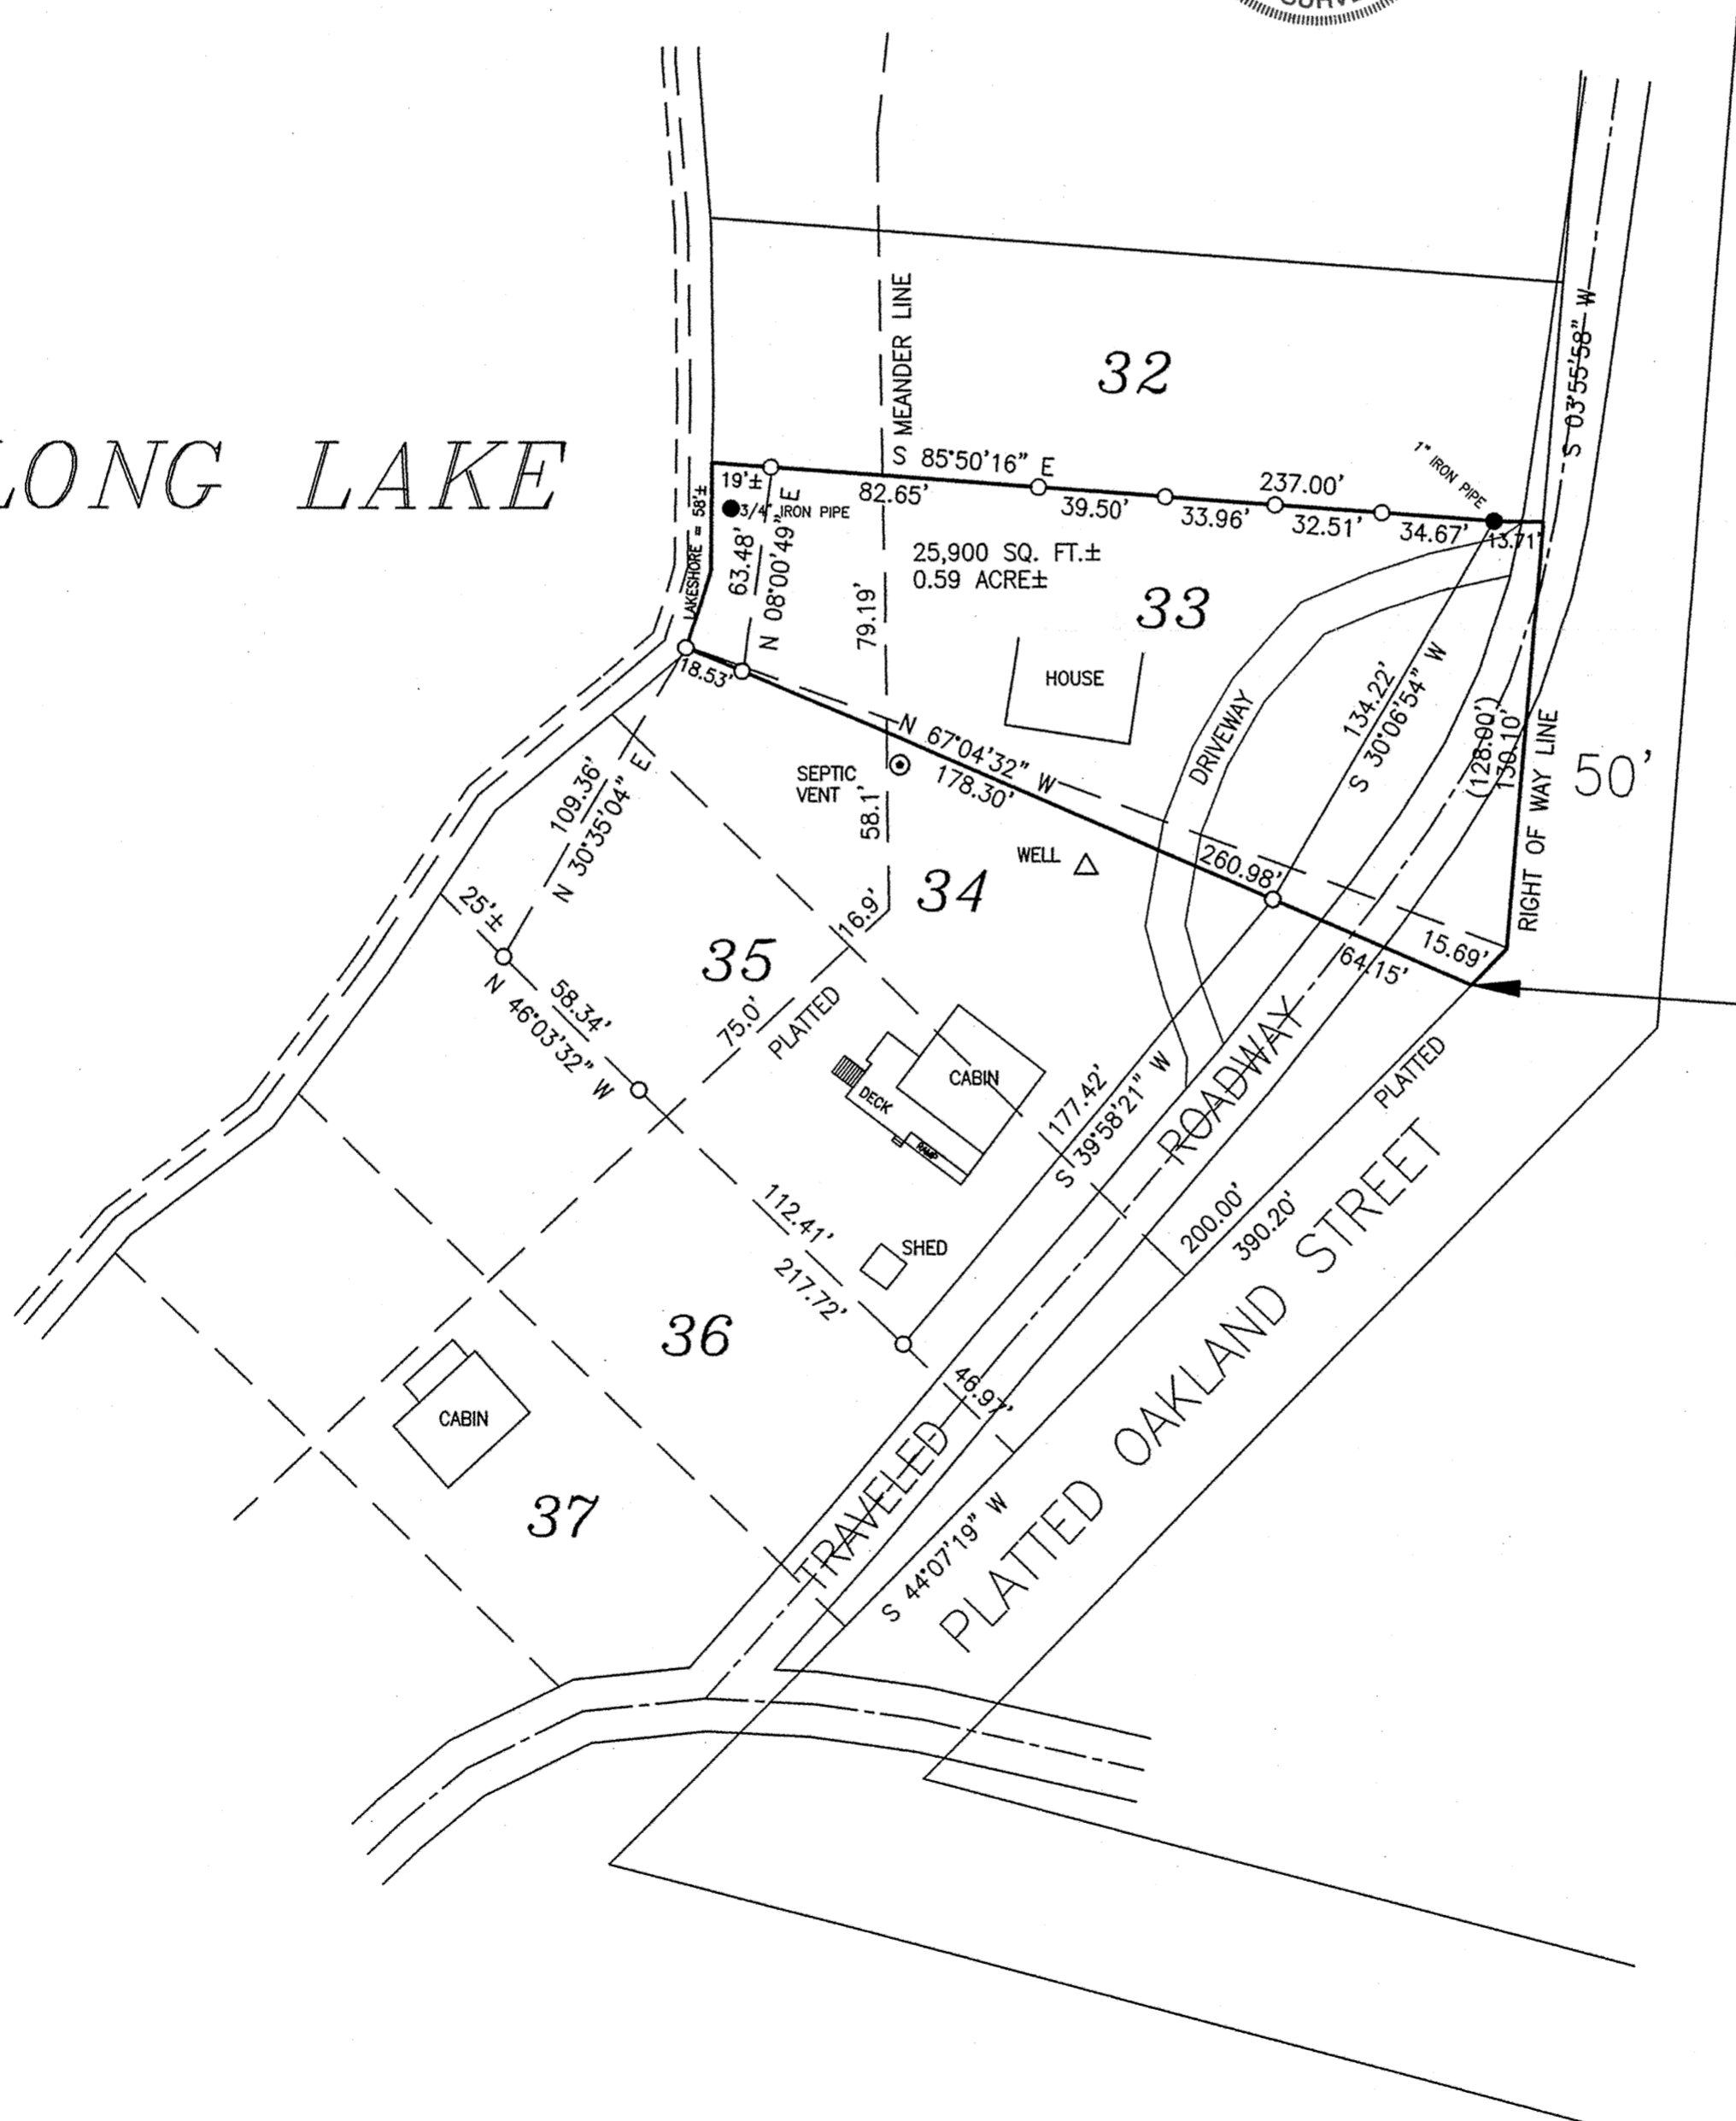 LONG LAKE
MEANDER LINE
32
S 03°55'58" W
1" IRON PIPE
S 85°50'16" E
237.00'
19'±
82.65'
39.50'
33.96'
32.51'
34.67'
13.71'
3/4" IRON PIPE
LAKESHORE = 58'±
63.48'
N 08°00'49" E
25,900 SQ. FT.±
0.59 ACRE±
79.19'
33
HOUSE
18.53'
134.22'
S 30°06'54" W
DRIVEWAY
(128.00')
130.10'
RIGHT OF WAY LINE
50'
N 67°04'32" W
178.30'
SEPTIC
VENT
58.1'
109.36'
N 30°35'04" E
WELL
260.98'
34
16.9'
15.69'
64.15'
25'±
35
58.34'
N 46°03'32" W
75.0'
PLATTED
CABIN
DECK
RAMP
177.42'
S 39°58'21" W
TRAVELED ROADWAY
PLATTED
112.41'
217.72'
SHED
200.00'
390.20'
36
46.97'
PLATTED OAKLAND STREET
CABIN
37
S 44°07'19" W